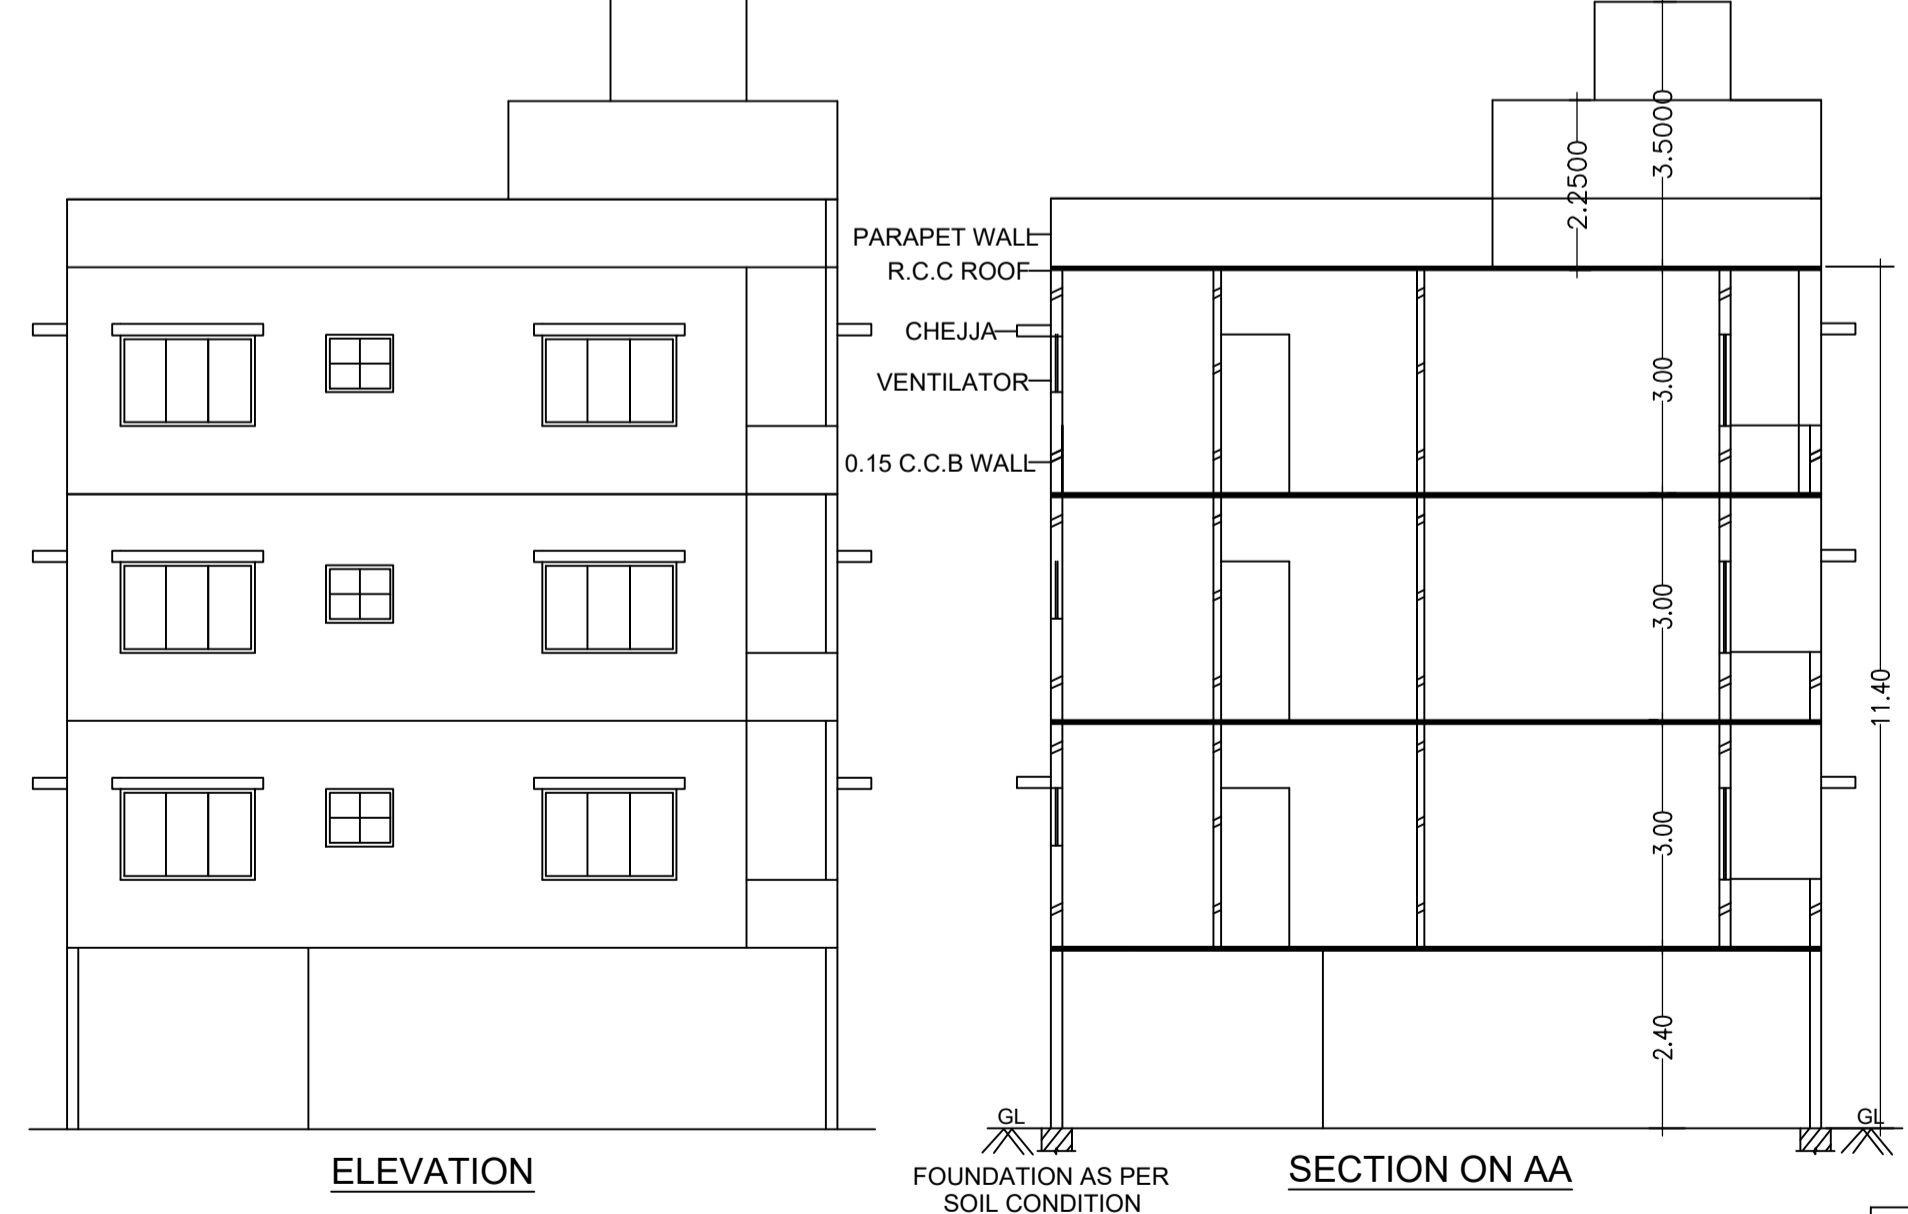 3.5000
2.2500
PARAPET WALL
R.C.C ROOF
CHEJJA
VENTILATOR
3.00
0.15 C.C.B WALL
3.00
11.40
3.00
2.40
GL
GL
ELEVATION
FOUNDATION AS PER
SOIL CONDITION
SECTION ON AA